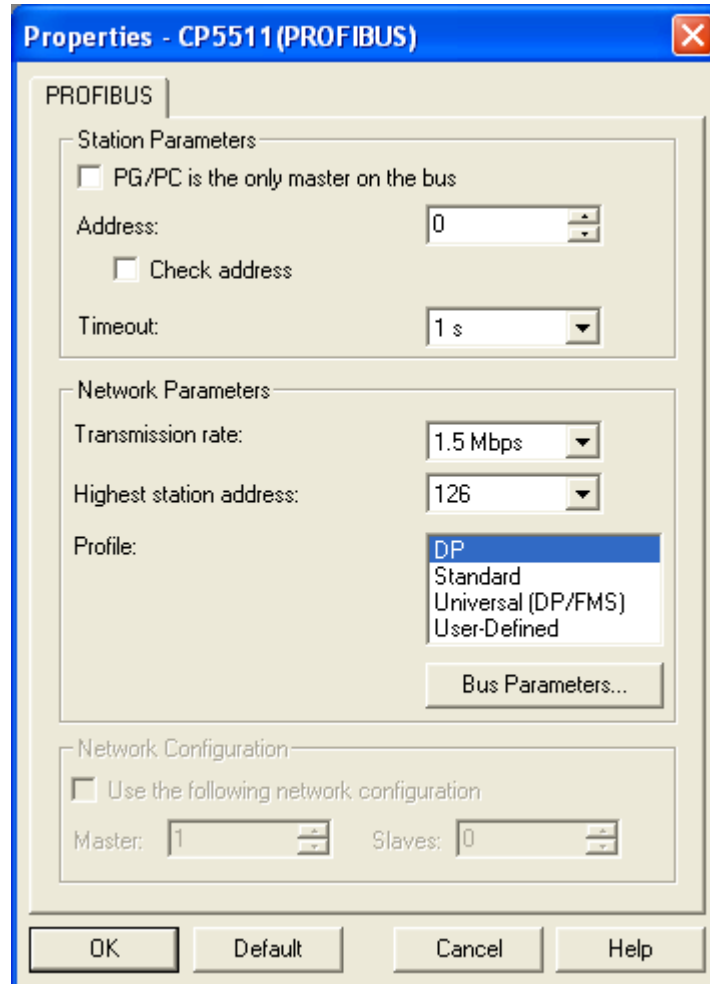 Properties - CP5511(PROFIBUS)
PROFIBUS
Station Parameters
PG/PC is the only master on the bus
Address: 0
Check address
Timeout: 1 s
Network Parameters
Transmission rate: 1.5 Mbps
Highest station address: 126
Profile: DP
Standard
Universal (DP/FMS)
User-Defined
Bus Parameters...
Network Configuration
Use the following network configuration
Master: 1 Slaves: 0
OK Default Cancel Help